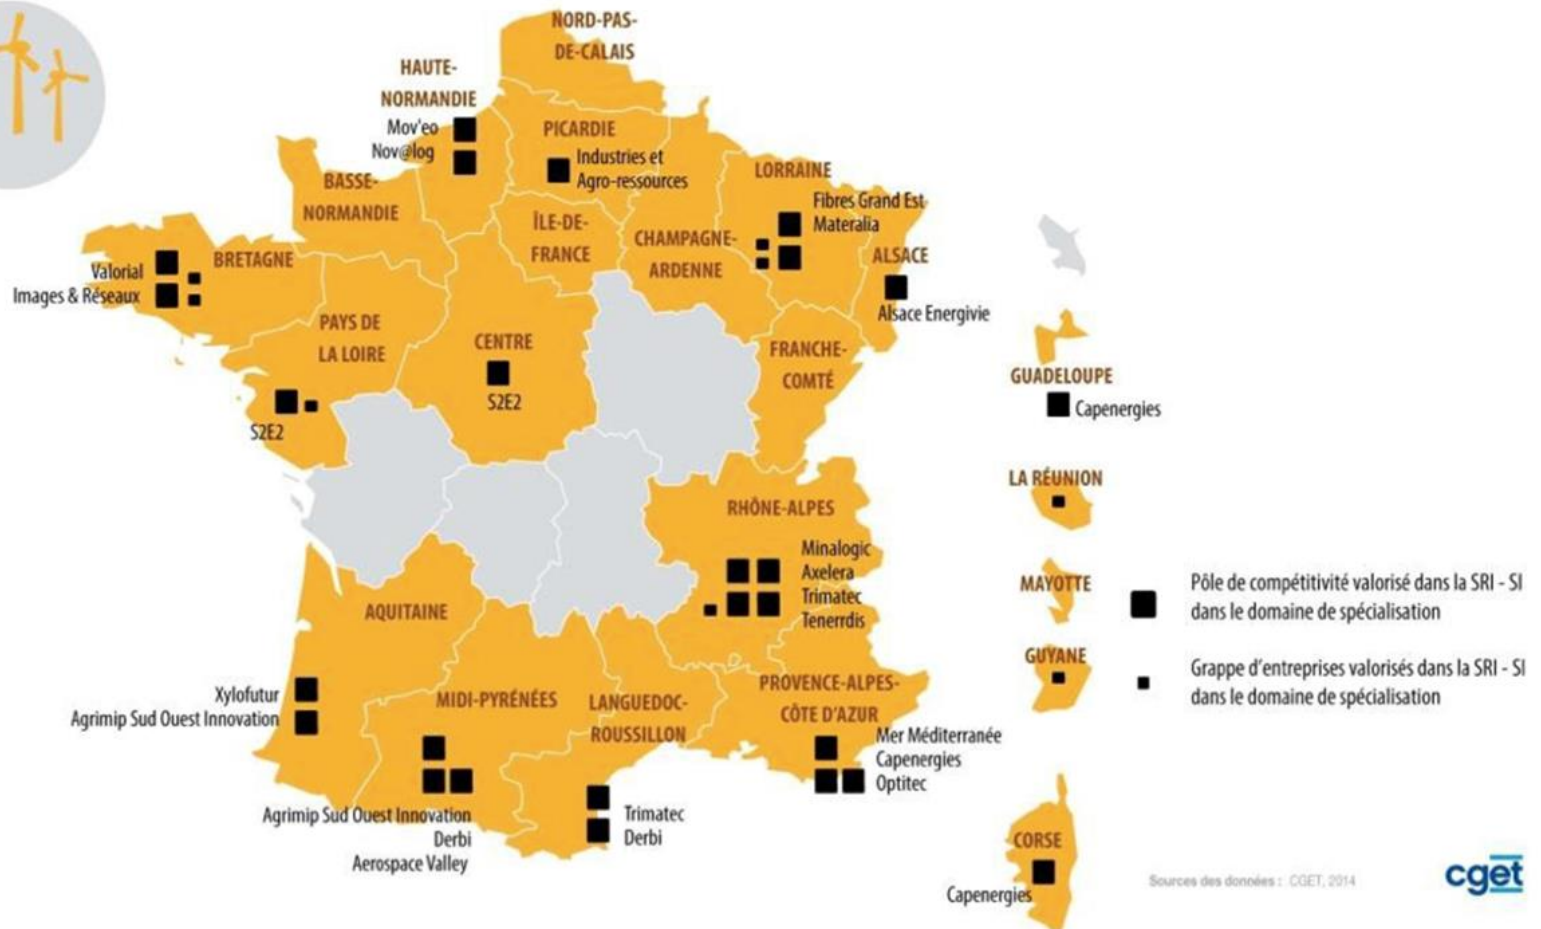 NORD-PAS-
DE-CALAIS
HAUTE-
NORMANDIE
Mov'eo
Nov@log
PICARDIE
Industries et
Agro-ressources
LORRAINE
Fibres Grand Est
Materalia
BASSE-
NORMANDIE
ÎLE-DE-
FRANCE
CHAMPAGNE-
ARDENNE
ALSACE
Alsace Energivie
BRETAGNE
Valorial
Images & Réseaux
PAYS DE
LA LOIRE
S2E2
CENTRE
S2E2
FRANCHE-
COMTÉ
GUADELOUPE
Capenergies
LA RÉUNION
RHÔNE-ALPES
Minalogic
Axelera
Trimatec
Tenerrdis
MAYOTTE
Pôle de compétitivité valorisé dans la SRI - SI
dans le domaine de spécialisation
AQUITAINE
GUYANE
Grappe d'entreprises valorisés dans la SRI - SI
dans le domaine de spécialisation
Xylofutur
Agrimip Sud Ouest Innovation
MIDI-PYRÉNÉES
LANGUEDOC-
ROUSSILLON
PROVENCE-ALPES-
CÔTE D'AZUR
Mer Méditerranée
Capenergies
Optitec
Agrimip Sud Ouest Innovation
Derbi
Aerospace Valley
Trimatec
Derbi
CORSE
Capenergies
Sources des données : CGET, 2014
cget